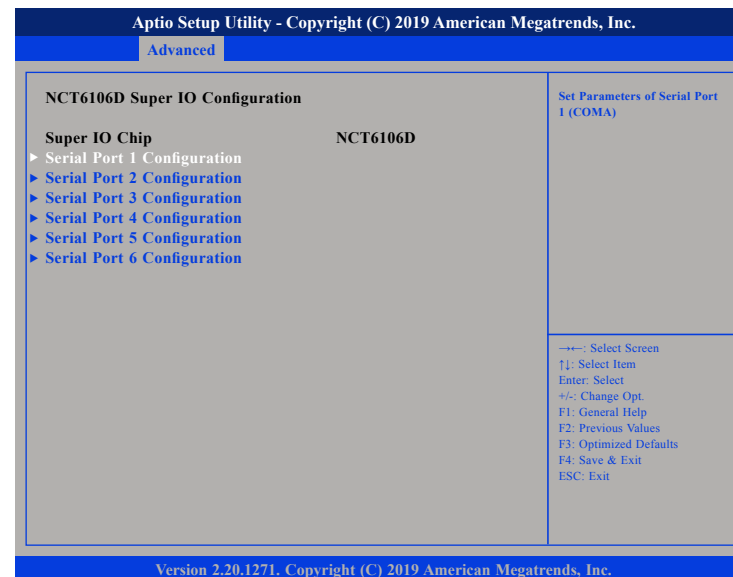 Aptio Setup Utility - Copyright (C) 2019 American Megatrends, Inc.
Advanced
NCT6106D Super IO Configuration
Super IO Chip NCT6106D
▶ Serial Port 1 Configuration
▶ Serial Port 2 Configuration
▶ Serial Port 3 Configuration
▶ Serial Port 4 Configuration
▶ Serial Port 5 Configuration
▶ Serial Port 6 Configuration
Set Parameters of Serial Port
1 (COMA)
→←: Select Screen
↑↓: Select Item
Enter: Select
+/-: Change Opt.
F1: General Help
F2: Previous Values
F3: Optimized Defaults
F4: Save & Exit
ESC: Exit
Version 2.20.1271. Copyright (C) 2019 American Megatrends, Inc.